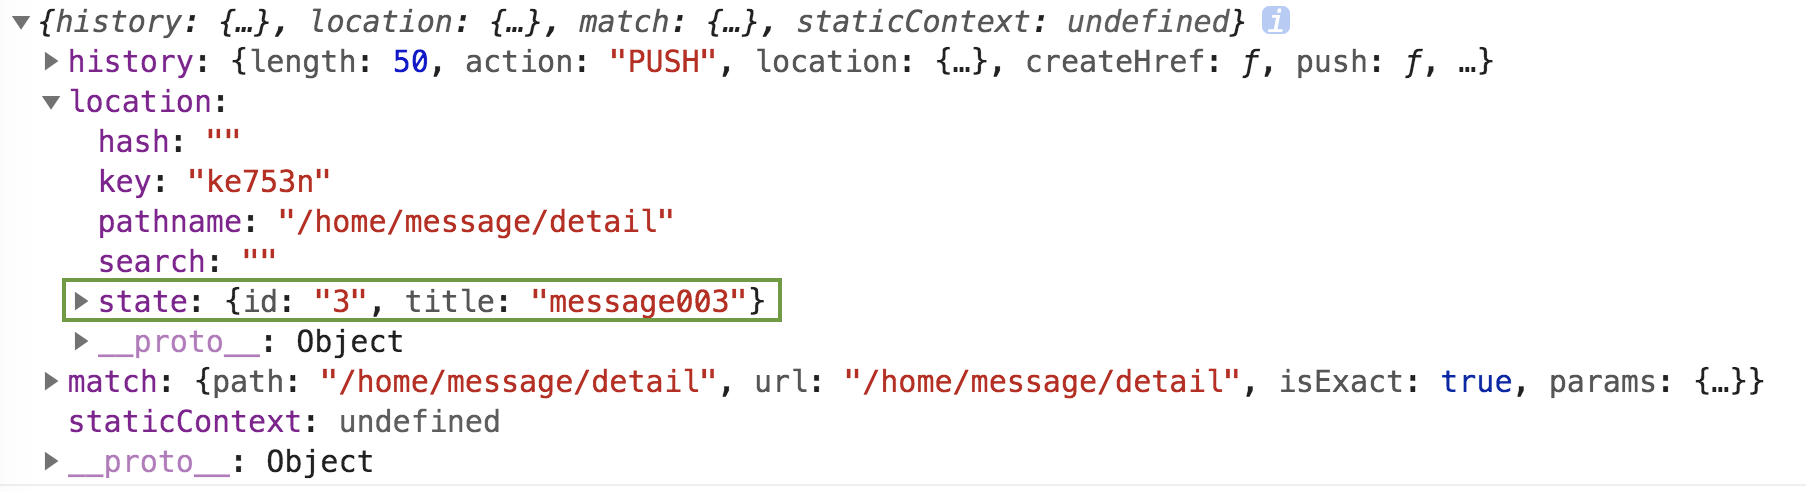 {history: {…}, location: {…}, match: {…}, staticContext: undefined} i
history: {length: 50, action: "PUSH", location: {…}, createHref: ƒ, push: ƒ, …}
location:
hash: ""
key: "ke753n"
pathname: "/home/message/detail"
search: ""
state: {id: "3", title: "message003"}
__proto__: Object
match: {path: "/home/message/detail", url: "/home/message/detail", isExact: true, params: {…}}
staticContext: undefined
__proto__: Object